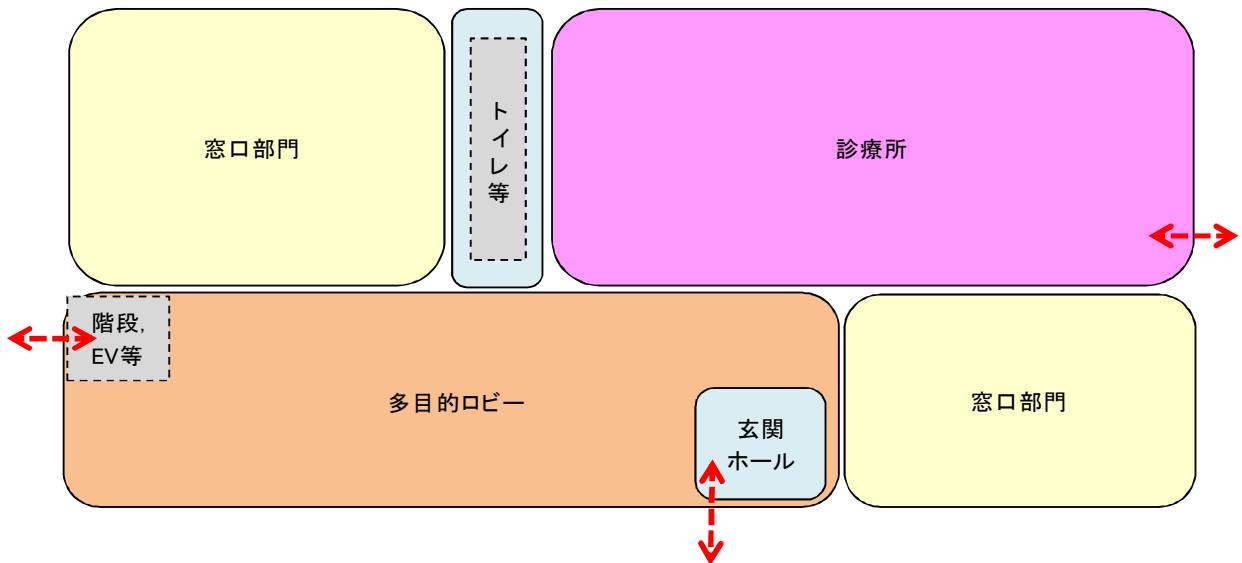 窓口部門
トイレ等
診療所
階段,
EV等
多目的ロビー
玄関
ホール
窓口部門